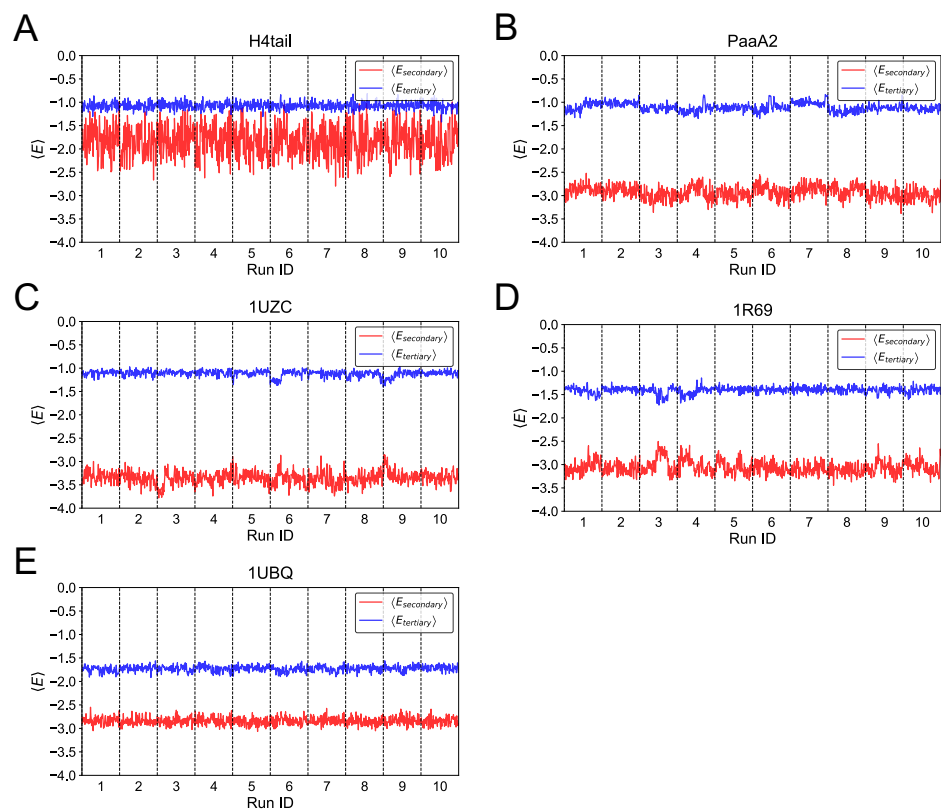 A
H4tail
0.0
−0.5
−1.0
−1.5
−2.0
−2.5
−3.0
−3.5
−4.0
⟨E⟩
⟨E_secondary⟩
⟨E_tertiary⟩
1 2 3 4 5 6 7 8 9 10
Run ID
B
PaaA2
0.0
−0.5
−1.0
−1.5
−2.0
−2.5
−3.0
−3.5
−4.0
⟨E⟩
⟨E_secondary⟩
⟨E_tertiary⟩
1 2 3 4 5 6 7 8 9 10
Run ID
C
1UZC
0.0
−0.5
−1.0
−1.5
−2.0
−2.5
−3.0
−3.5
−4.0
⟨E⟩
⟨E_secondary⟩
⟨E_tertiary⟩
1 2 3 4 5 6 7 8 9 10
Run ID
D
1R69
0.0
−0.5
−1.0
−1.5
−2.0
−2.5
−3.0
−3.5
−4.0
⟨E⟩
⟨E_secondary⟩
⟨E_tertiary⟩
1 2 3 4 5 6 7 8 9 10
Run ID
E
1UBQ
0.0
−0.5
−1.0
−1.5
−2.0
−2.5
−3.0
−3.5
−4.0
⟨E⟩
⟨E_secondary⟩
⟨E_tertiary⟩
1 2 3 4 5 6 7 8 9 10
Run ID